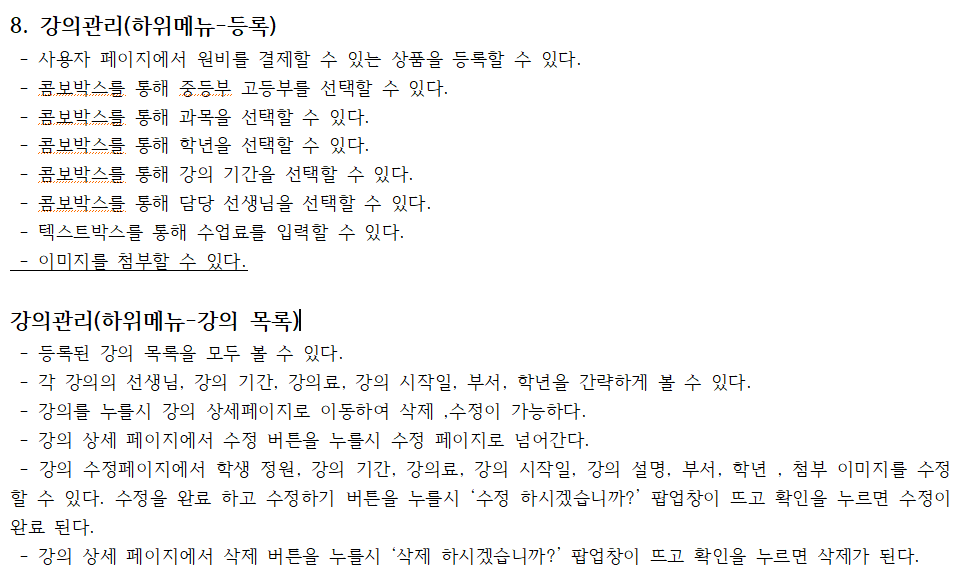 8. 강의관리(하위메뉴-등록)
- 사용자 페이지에서 원비를 결제할 수 있는 상품을 등록할 수 있다.
- 콤보박스를 통해 중등부 고등부를 선택할 수 있다.
- 콤보박스를 통해 과목을 선택할 수 있다.
- 콤보박스를 통해 학년을 선택할 수 있다.
- 콤보박스를 통해 강의 기간을 선택할 수 있다.
- 콤보박스를 통해 담당 선생님을 선택할 수 있다.
- 텍스트박스를 통해 수업료를 입력할 수 있다.
- 이미지를 첨부할 수 있다.
강의관리(하위메뉴-강의 목록)
- 등록된 강의 목록을 모두 볼 수 있다.
- 각 강의의 선생님, 강의 기간, 강의료, 강의 시작일, 부서, 학년을 간략하게 볼 수 있다.
- 강의를 누를시 강의 상세페이지로 이동하여 삭제 ,수정이 가능하다.
- 강의 상세 페이지에서 수정 버튼을 누를시 수정 페이지로 넘어간다.
- 강의 수정페이지에서 학생 정원, 강의 기간, 강의료, 강의 시작일, 강의 설명, 부서, 학년 , 첨부 이미지를 수정
할 수 있다. 수정을 완료 하고 수정하기 버튼을 누를시 ‘수정 하시겠습니까?’ 팝업창이 뜨고 확인을 누르면 수정이
완료 된다.
- 강의 상세 페이지에서 삭제 버튼을 누를시 ‘삭제 하시겠습니까?’ 팝업창이 뜨고 확인을 누르면 삭제가 된다.